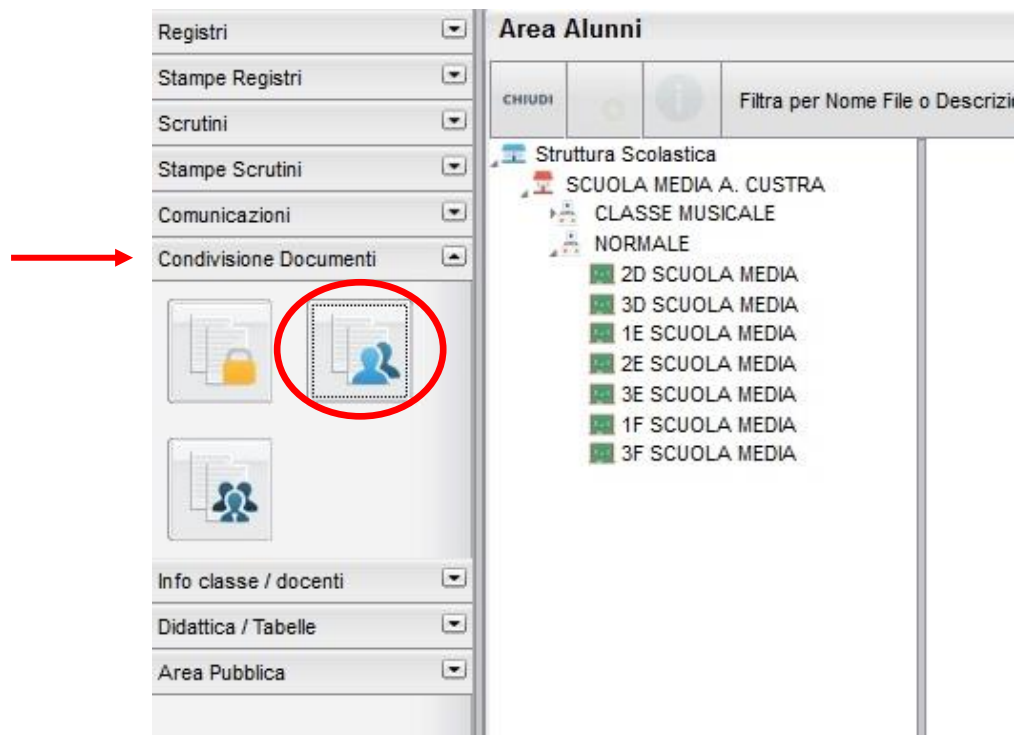 Registri
Stampe Registri
Scrutini
Stampe Scrutini
Comunicazioni
Condivisione Documenti
Info classe / docenti
Didattica / Tabelle
Area Pubblica
Area Alunni
CHIUDI
Filtra per Nome File o
Struttura Scolastica
SCUOLA MEDIA A. CUSTRA
CLASSE MUSICALE
NORMALE
2D SCUOLA MEDIA
3D SCUOLA MEDIA
1E SCUOLA MEDIA
2E SCUOLA MEDIA
3E SCUOLA MEDIA
1F SCUOLA MEDIA
3F SCUOLA MEDIA